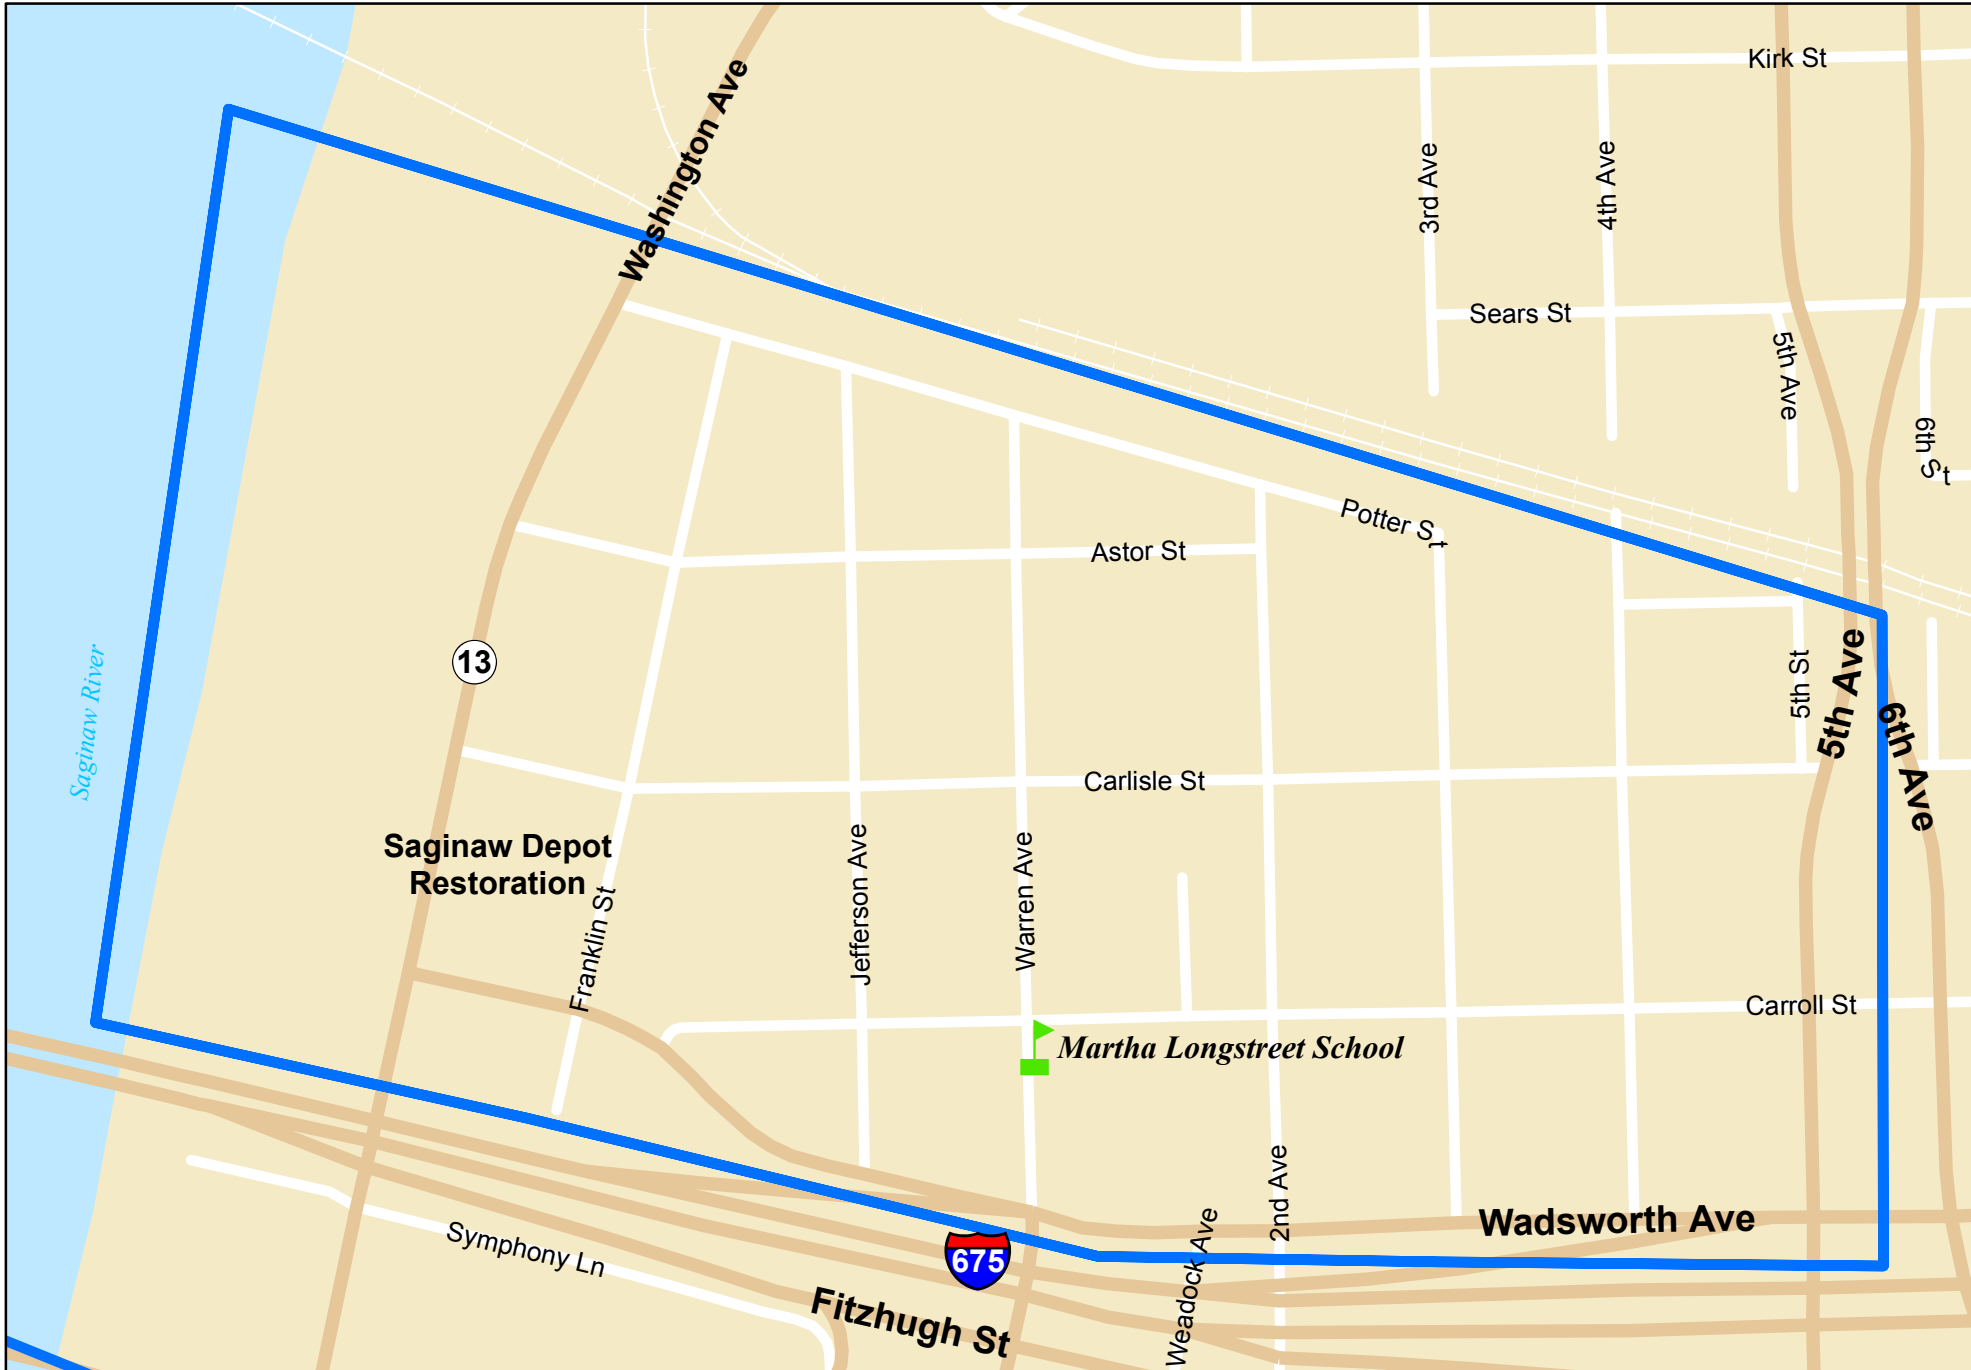 Kirk St
Washington Ave
3rd Ave
4th Ave
Sears St
5th Ave
6th St
Potter St
Astor St
Saginaw River
13
5th St
5th Ave
6th Ave
Carlisle St
Saginaw Depot
Restoration
Franklin St
Jefferson Ave
Warren Ave
Carroll St
Martha Longstreet School
2nd Ave
Weadock Ave
Wadsworth Ave
Symphony Ln
675
Fitzhugh St